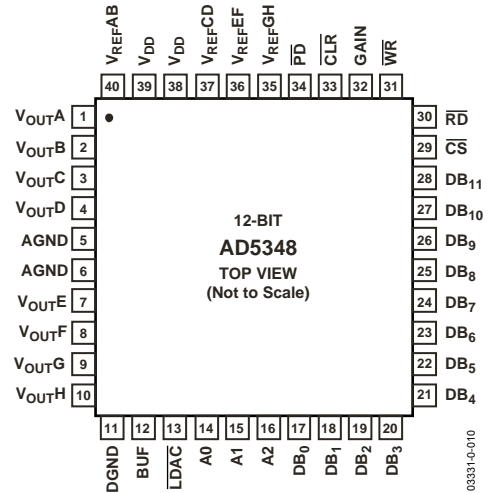 VREFAB
VDD
VDD
VREFCD
VREFEF
VREFGH
PD
CLR
GAIN
WR
40 39 38 37 36 35 34 33 32 31
VOUTA 1
VOUTB 2
VOUTC 3
VOUTD 4
AGND 5
AGND 6
VOUTE 7
VOUTF 8
VOUTG 9
VOUTH 10
12-BIT
AD5348
TOP VIEW
(Not to Scale)
30 RD
29 CS
28 DB11
27 DB10
26 DB9
25 DB8
24 DB7
23 DB6
22 DB5
21 DB4
11 12 13 14 15 16 17 18 19 20
DGND
BUF
LDAC
A0
A1
A2
DB0
DB1
DB2
DB3
03331-0-010